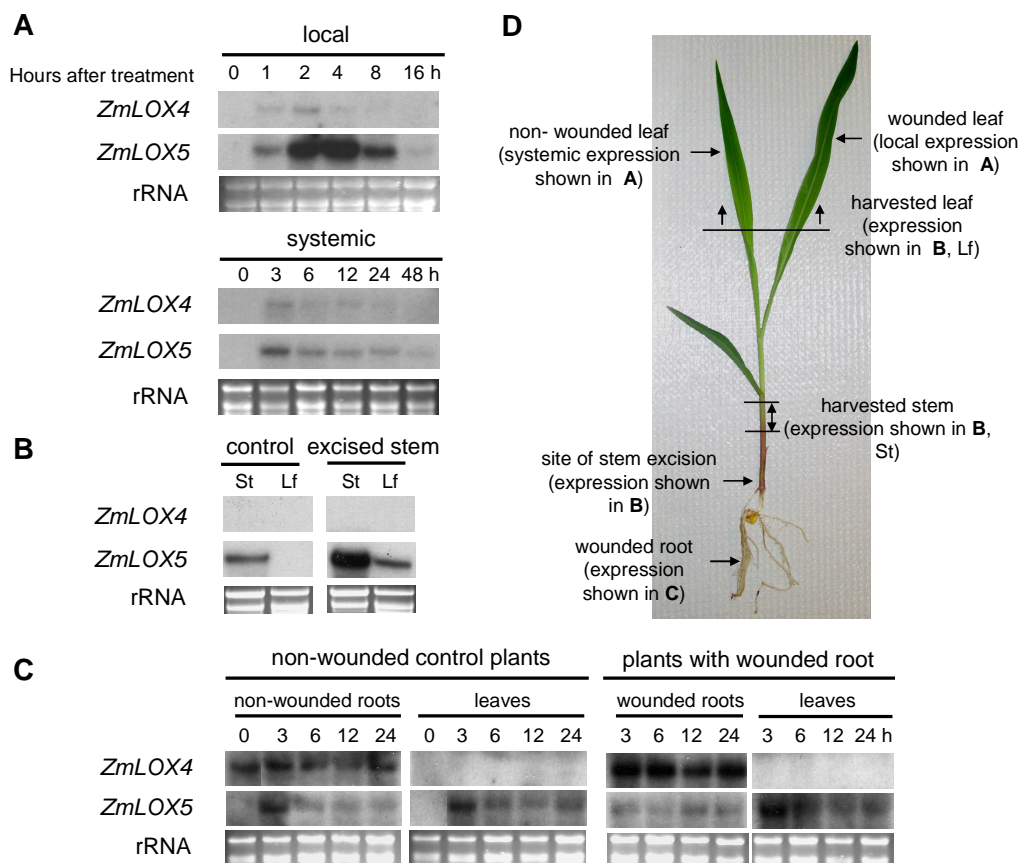 A
local
Hours after treatment 0 1 2 4 8 16 h
ZmLOX4
ZmLOX5
rRNA
systemic
0 3 6 12 24 48 h
ZmLOX4
ZmLOX5
rRNA
B
control excised stem
St Lf St Lf
ZmLOX4
ZmLOX5
rRNA
D
non- wounded leaf
(systemic expression
shown in A)
wounded leaf
(local expression
shown in A)
harvested leaf
(expression
shown in B, Lf)
harvested stem
(expression shown in B,
St)
site of stem excision
(expression shown
in B)
wounded root
(expression
shown in C)
C
non-wounded control plants plants with wounded root
non-wounded roots leaves wounded roots leaves
0 3 6 12 24 0 3 6 12 24 3 6 12 24 3 6 12 24 h
ZmLOX4
ZmLOX5
rRNA